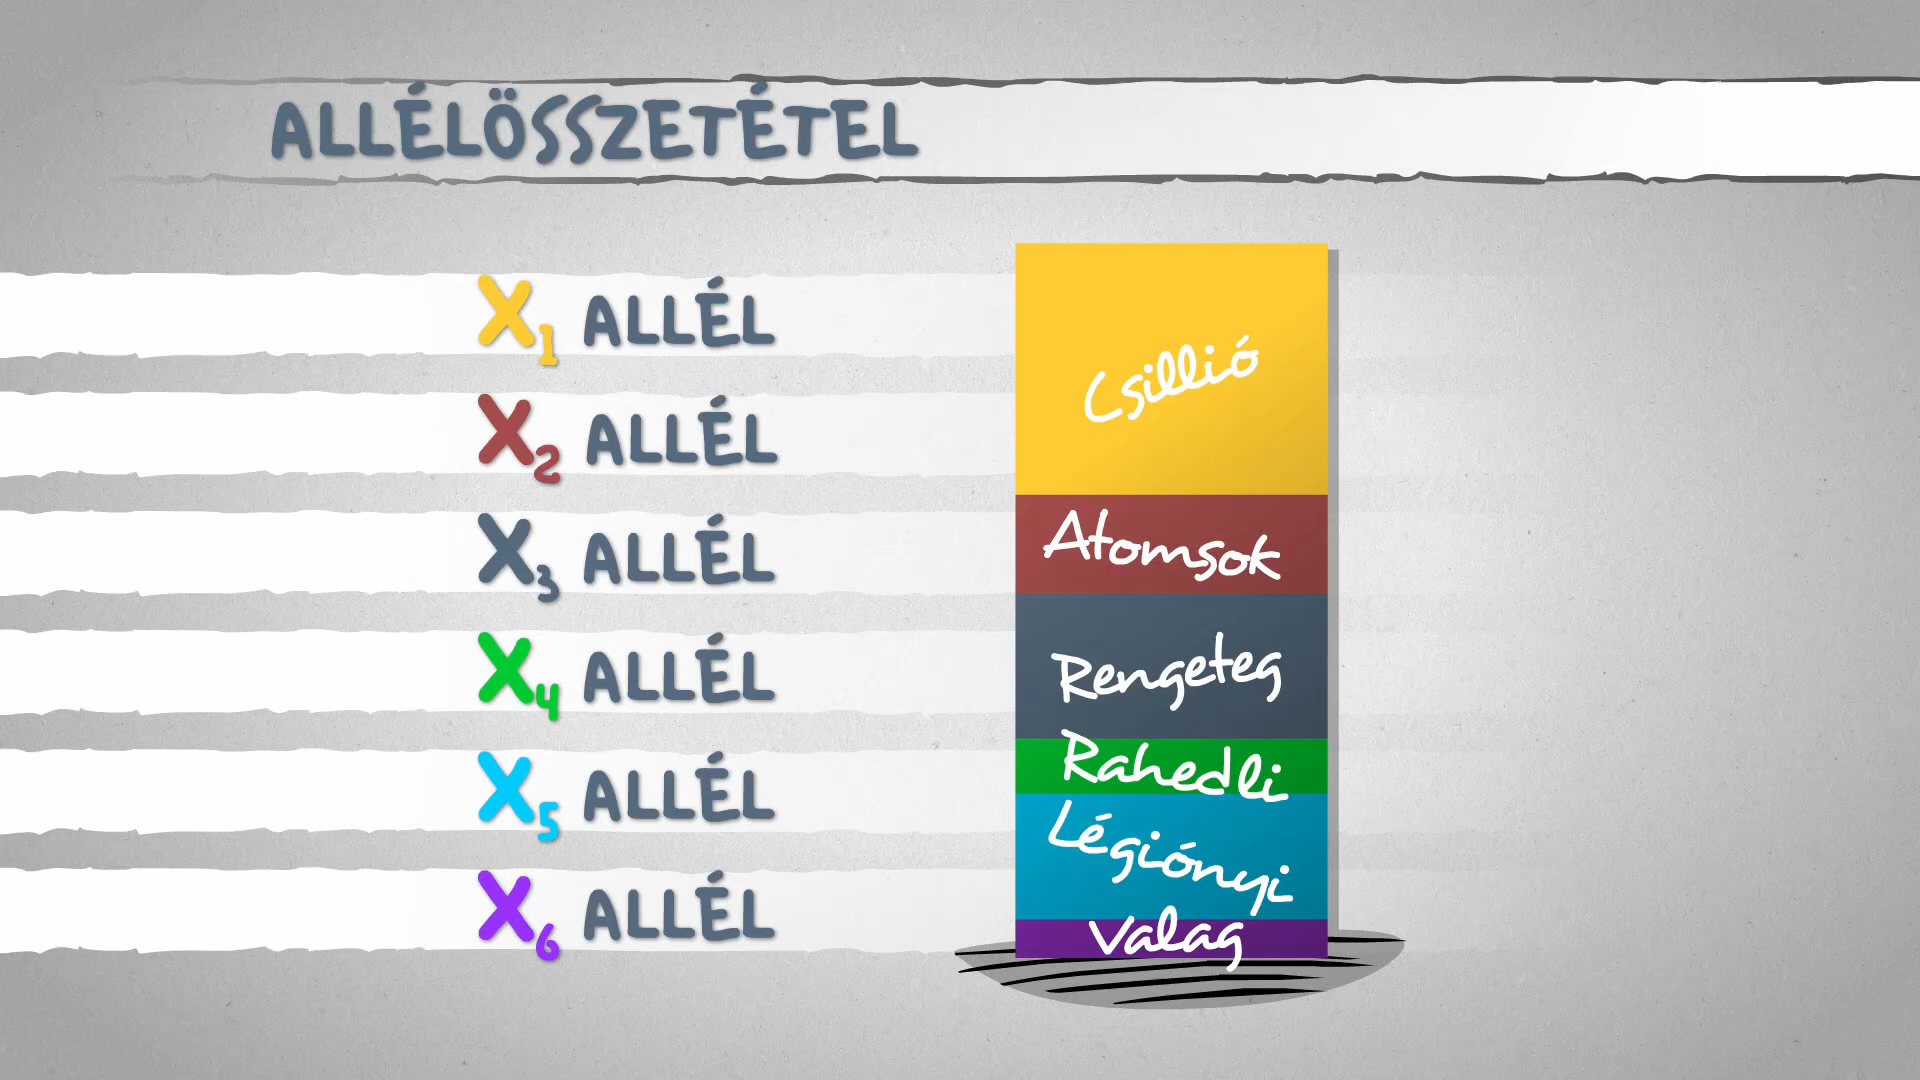 ALLÉLÖSSZETÉTEL
X1 ALLÉL
X2 ALLÉL
X3 ALLÉL
X4 ALLÉL
X5 ALLÉL
X6 ALLÉL
Csillió
Atomsok
Rengeteg
Rahedli
Légiónyi
Valag